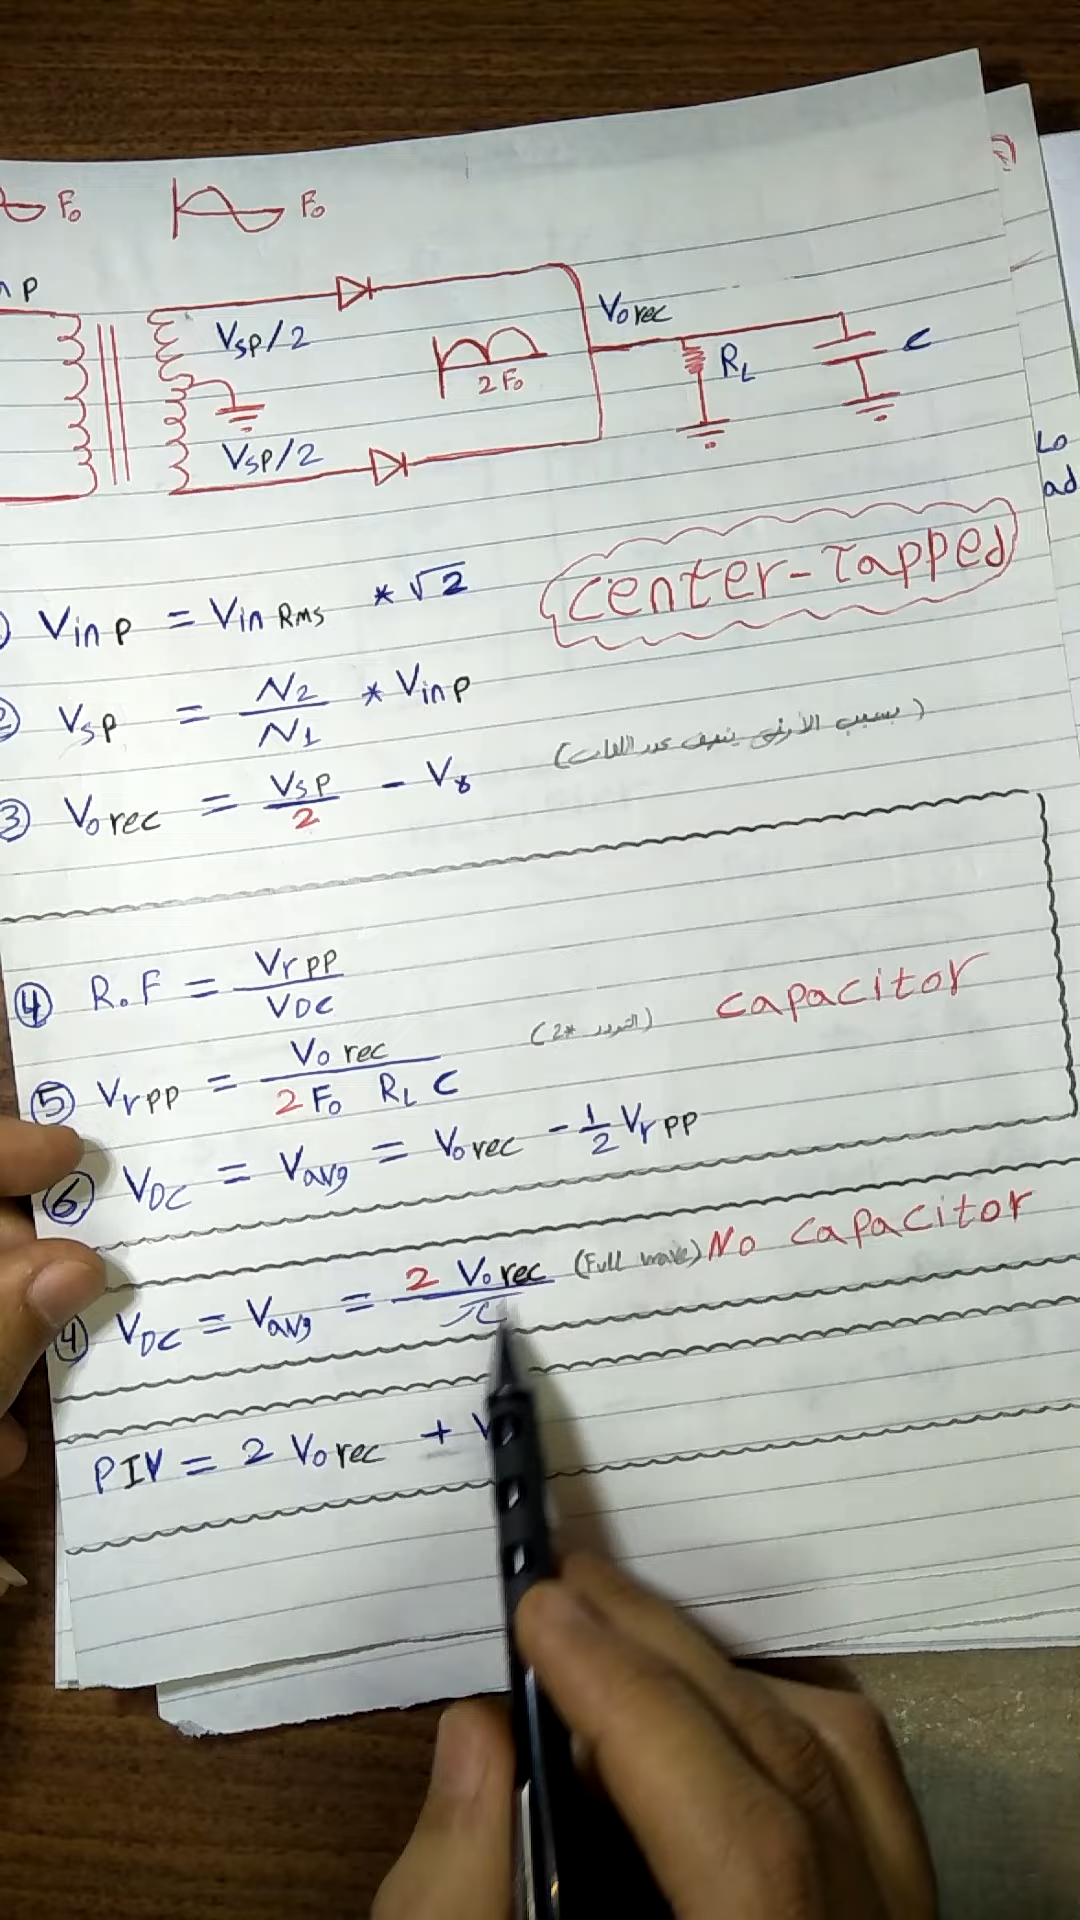 F₀ F₀
n p
Vsp/2
Vo rec
2 F₀
RL
C
Vsp/2
Lo
ad
Center-Tapped
Vin p = Vin RMS * √2
Vsp = N2/N1 * Vin p
(بسبب الأرضي ينصف عدد اللفات)
③ Vo rec = Vsp/2 - Vγ
④ R.F = Vr pp / VDC
Capacitor
(التردد *2)
⑤ Vr pp = Vo rec / 2 F₀ RL C
⑥ VDC = Vavg = Vo rec - 1/2 Vr pp
④ VDC = Vavg = 2 Vo rec / π (Full wave) No Capacitor
PIV = 2 Vo rec + V